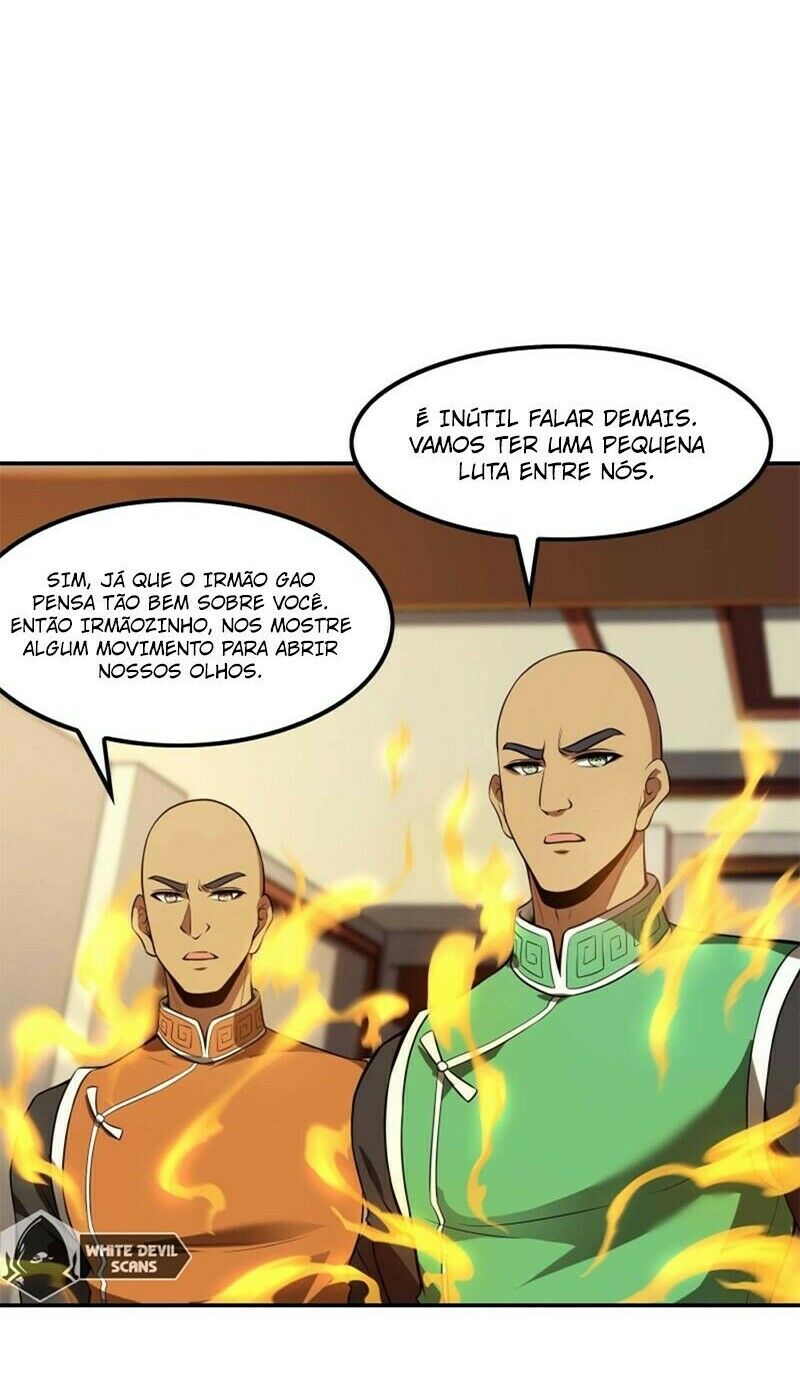 É INÚTIL FALAR DEMAIS.
VAMOS TER UMA PEQUENA
LUTA ENTRE NÓS.
SIM, JÁ QUE O IRMÃO GAO
PENSA TÃO BEM SOBRE VOCÊ.
ENTÃO IRMÃOZINHO, NOS MOSTRE
ALGUM MOVIMENTO PARA ABRIR
NOSSOS OLHOS.
WHITE DEVIL
SCANS